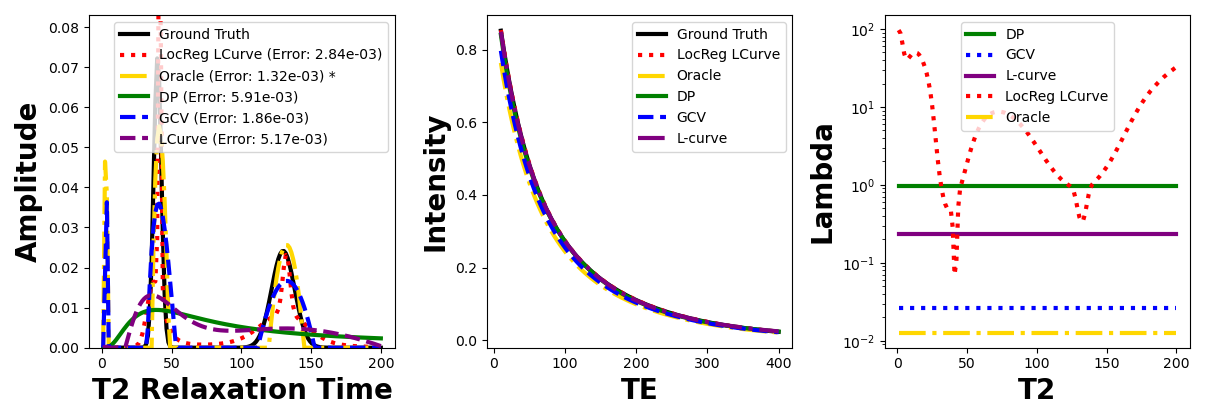 Amplitude
0.08
0.07
0.06
0.05
0.04
0.03
0.02
0.01
0.00
0 50 100 150 200
T2 Relaxation Time
Ground Truth
LocReg LCurve (Error: 2.84e-03)
Oracle (Error: 1.32e-03) *
DP (Error: 5.91e-03)
GCV (Error: 1.86e-03)
LCurve (Error: 5.17e-03)
Intensity
0.8
0.6
0.4
0.2
0.0
0 100 200 300 400
TE
Ground Truth
LocReg LCurve
Oracle
DP
GCV
L-curve
Lambda
10²
10¹
10⁰
10⁻¹
10⁻²
0 50 100 150 200
T2
DP
GCV
L-curve
LocReg LCurve
Oracle